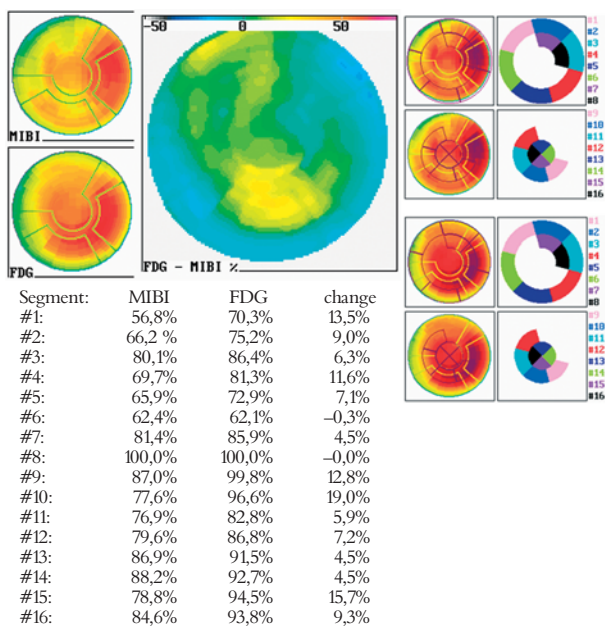 MIBI
FDG
-50 0 50
FDG - MIBI %
#1
#2
#3
#4
#5
#6
#7
#8
#9
#10
#11
#12
#13
#14
#15
#16
#1
#2
#3
#4
#5
#6
#7
#8
#9
#10
#11
#12
#13
#14
#15
#16
Segment: MIBI FDG change
#1: 56,8% 70,3% 13,5%
#2: 66,2 % 75,2% 9,0%
#3: 80,1% 86,4% 6,3%
#4: 69,7% 81,3% 11,6%
#5: 65,9% 72,9% 7,1%
#6: 62,4% 62,1% –0,3%
#7: 81,4% 85,9% 4,5%
#8: 100,0% 100,0% –0,0%
#9: 87,0% 99,8% 12,8%
#10: 77,6% 96,6% 19,0%
#11: 76,9% 82,8% 5,9%
#12: 79,6% 86,8% 7,2%
#13: 86,9% 91,5% 4,5%
#14: 88,2% 92,7% 4,5%
#15: 78,8% 94,5% 15,7%
#16: 84,6% 93,8% 9,3%